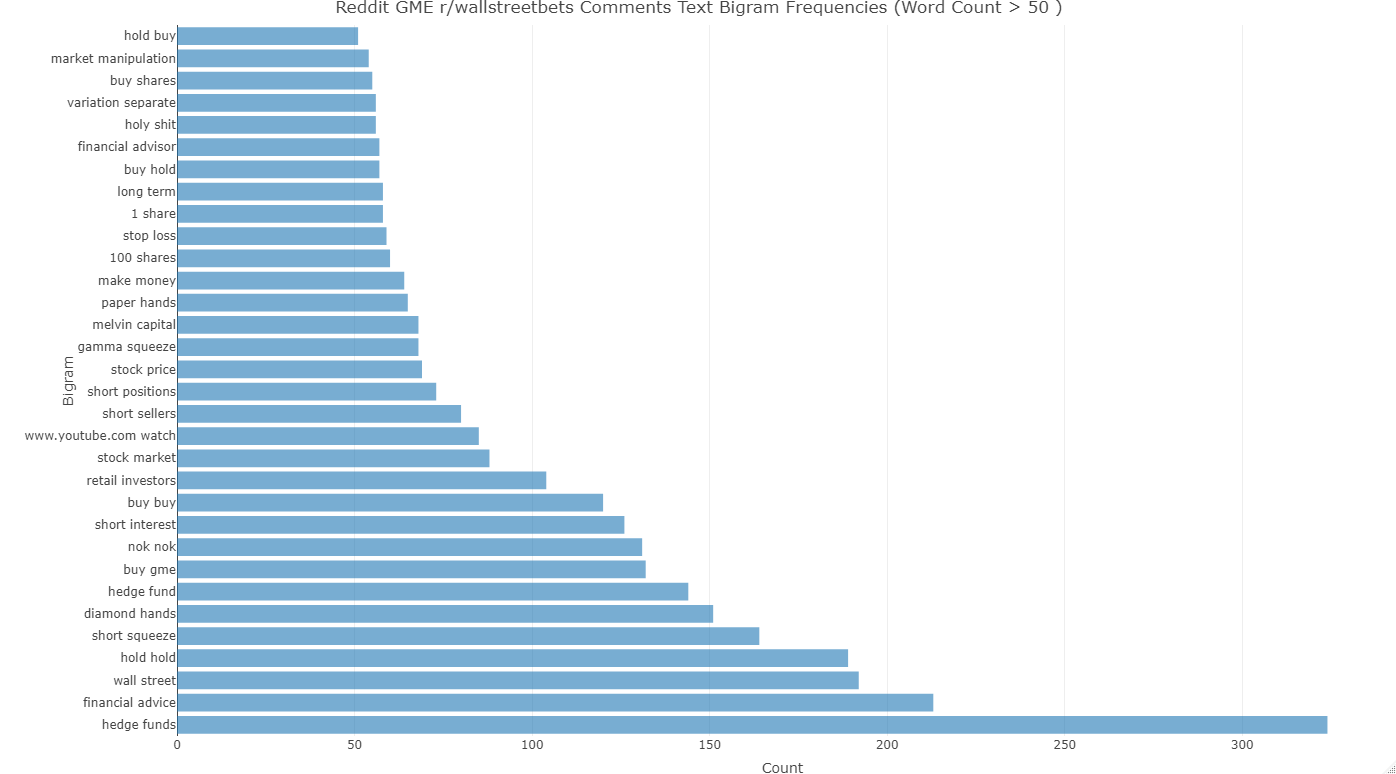 Reddit GME r/wallstreetbets Comments Text Bigram Frequencies (Word Count > 50 )
hold buy
market manipulation
buy shares
variation separate
holy shit
financial advisor
buy hold
long term
1 share
stop loss
100 shares
make money
paper hands
melvin capital
gamma squeeze
stock price
short positions
short sellers
www.youtube.com watch
stock market
retail investors
buy buy
short interest
nok nok
buy gme
hedge fund
diamond hands
short squeeze
hold hold
wall street
financial advice
hedge funds
Bigram
0 50 100 150 200 250 300
Count